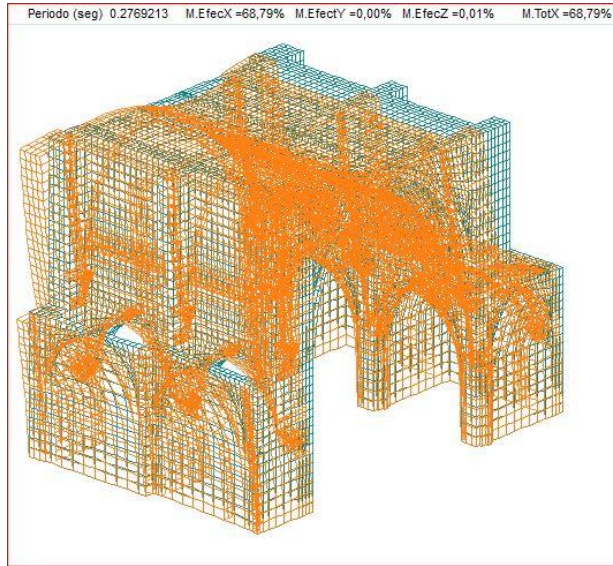 Periodo (seg) 0.2769213 M.EfecX =68,79% M.EfectY =0,00% M.EfecZ =0,01% M.TotX =68,79%